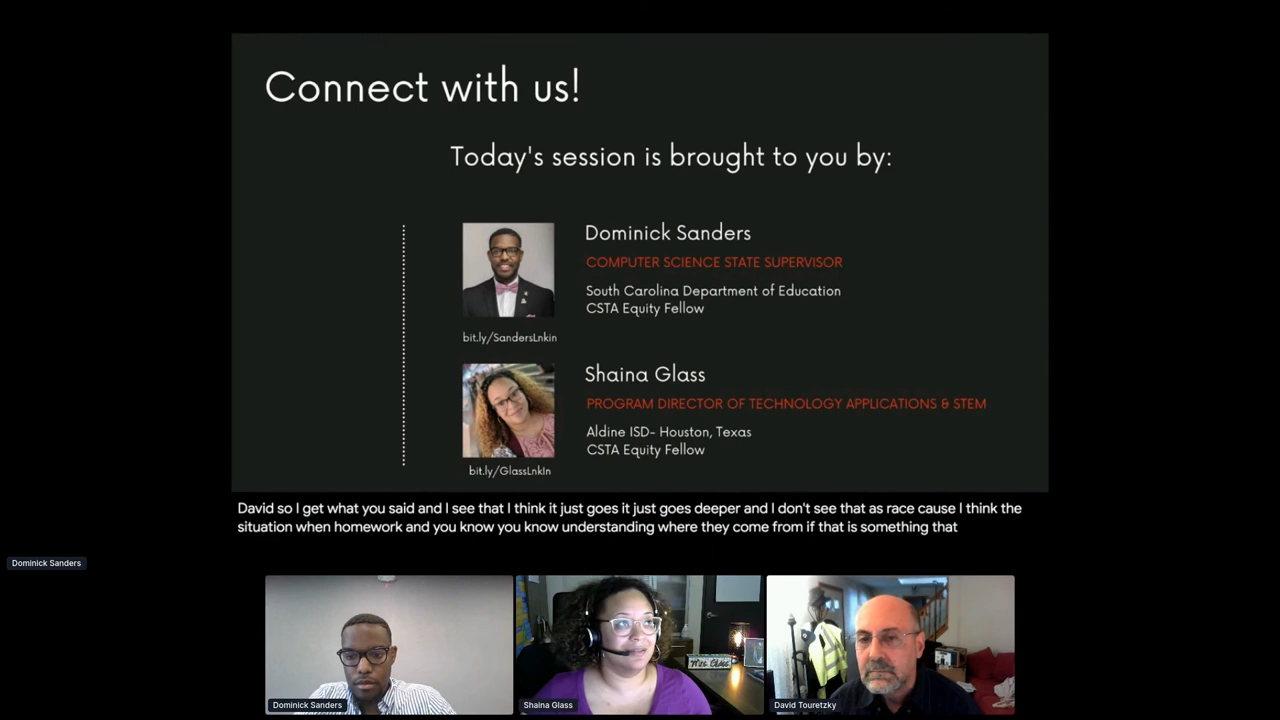 Connect with us!
Today's session is brought to you by:
Dominick Sanders
COMPUTER SCIENCE STATE SUPERVISOR
South Carolina Department of Education
CSTA Equity Fellow
bit.ly/SandersLnkin
Shaina Glass
PROGRAM DIRECTOR OF TECHNOLOGY APPLICATIONS & STEM
Aldine ISD- Houston, Texas
CSTA Equity Fellow
bit.ly/GlassLnkIn
David so I get what you said and I see that I think it just goes it just goes deeper and I don't see that as race cause I think the
situation when homework and you know you know understanding where they come from if that is something that
Dominick Sanders
Mrs Glass
Dominick Sanders
Shaina Glass
David Touretzky